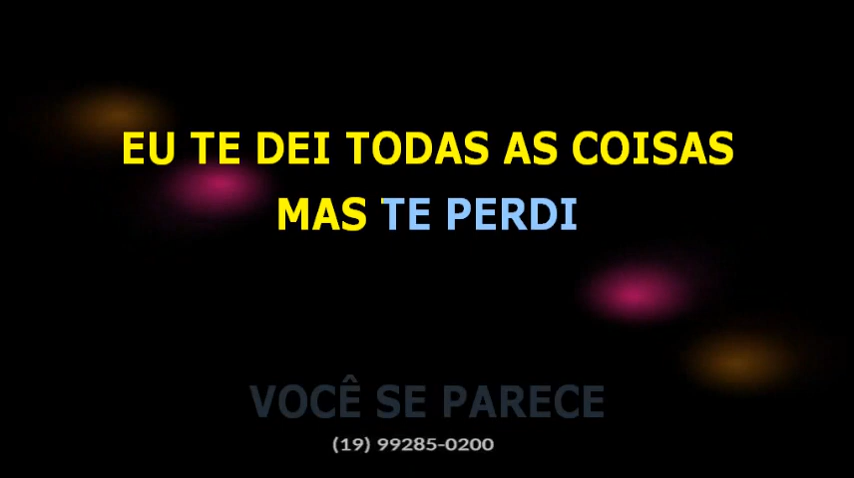 EU TE DEI TODAS AS COISAS
MAS TE PERDI
VOCÊ SE PARECE
(19) 99285-0200